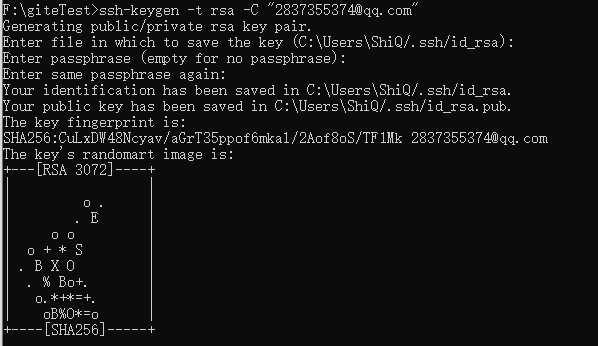 F:\giteTest>ssh-keygen -t rsa -C "2837355374@qq.com"
Generating public/private rsa key pair.
Enter file in which to save the key (C:\Users\ShiQ/.ssh/id_rsa):
Enter passphrase (empty for no passphrase):
Enter same passphrase again:
Your identification has been saved in C:\Users\ShiQ/.ssh/id_rsa.
Your public key has been saved in C:\Users\ShiQ/.ssh/id_rsa.pub.
The key fingerprint is:
SHA256:CuLxDW48Ncyav/aGrT35ppof6mka1/2Aof8oS/TF1Mk 2837355374@qq.com
The key's randomart image is:
+---[RSA 3072]----+
|                 |
|          o .    |
|         . E     |
|      o o        |
|   o + * S       |
|  . B X O        |
|   . % Bo+.      |
|    o.*+*=+.     |
|     oB%O*=o     |
+----[SHA256]-----+